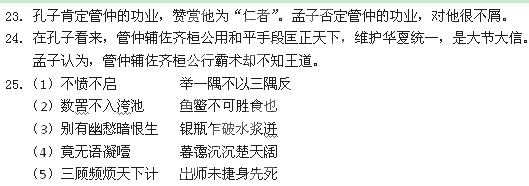 23. 孔子肯定管仲的功业，赞赏他为“仁者”。孟子否定管仲的功业，对他很不屑。
24. 在孔子看来，管仲辅佐齐桓公用和平手段匡正天下，维护华夏统一，是大节大信。
孟子认为，管仲辅佐齐桓公行霸术却不知王道。
25. （1）不愤不启 举一隅不以三隅反
（2）数罟不入洿池 鱼鳖不可胜食也
（3）别有幽愁暗恨生 银瓶乍破水浆迸
（4）竟无语凝噎 暮霭沉沉楚天阔
（5）三顾频烦天下计 出师未捷身先死